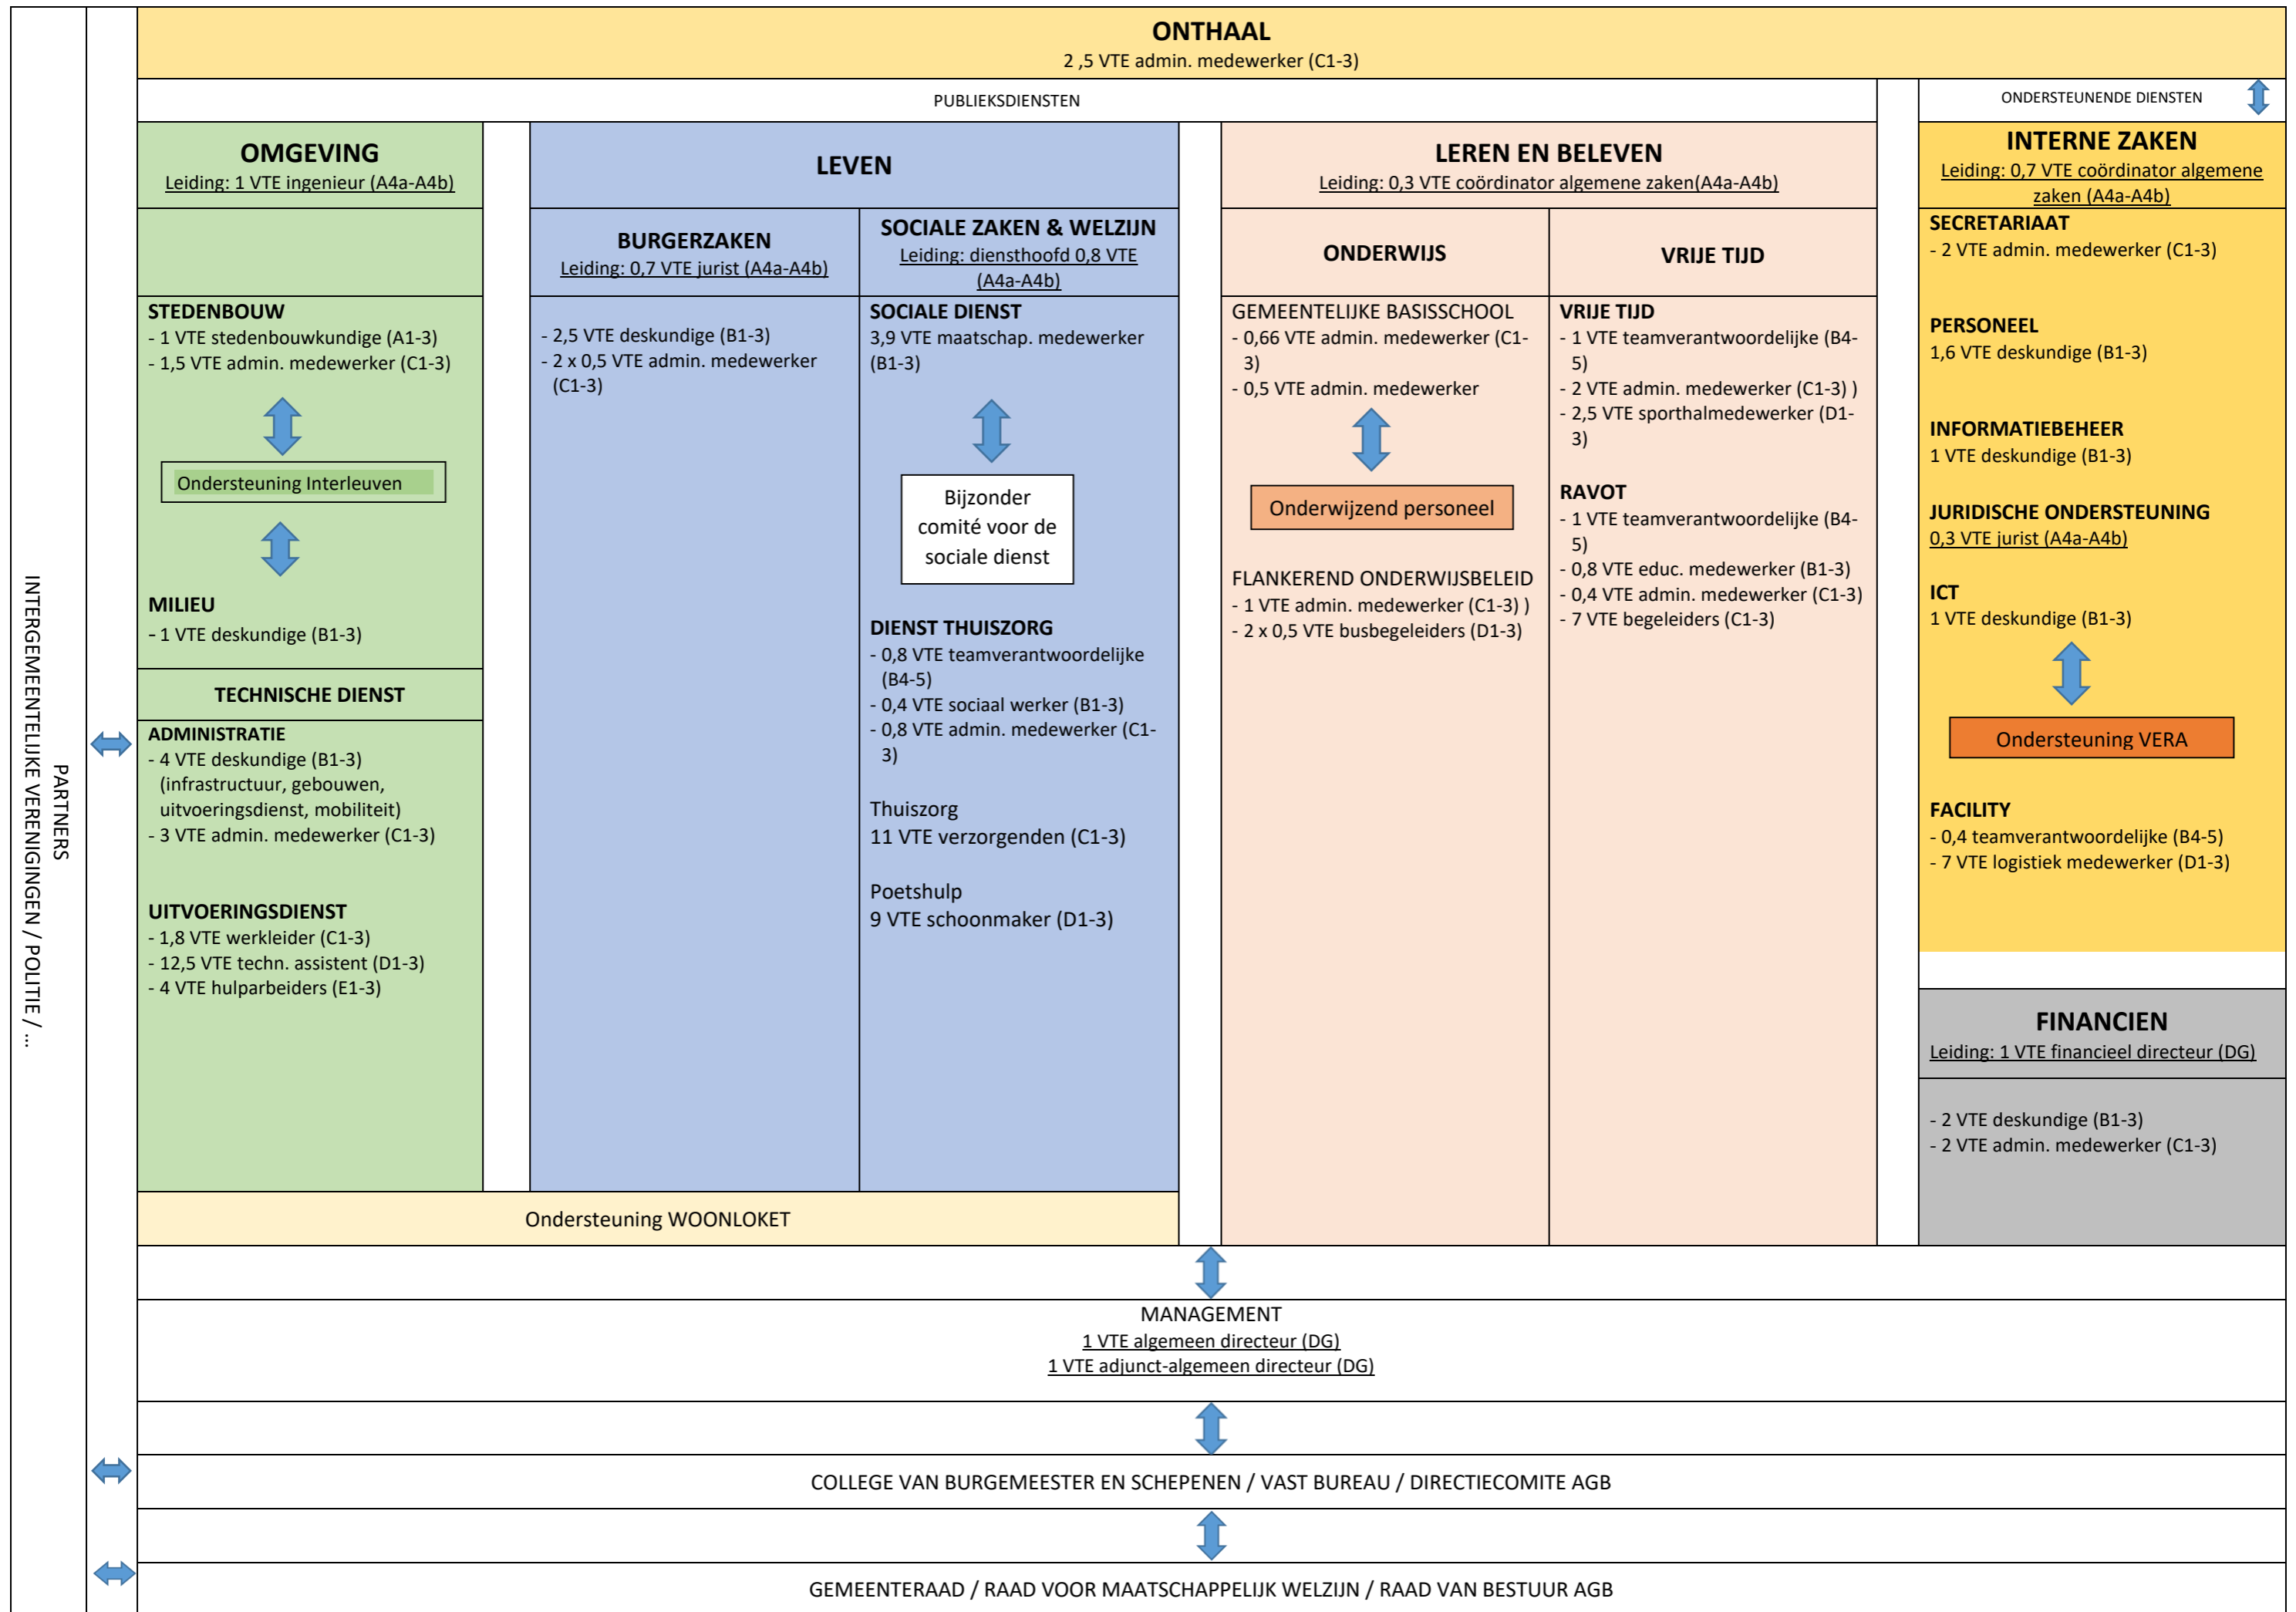 ONTHAAL
2 ,5 VTE admin. medewerker (C1-3)
PUBLIEKSDIENSTEN
ONDERSTEUNENDE DIENSTEN
OMGEVING
Leiding: 1 VTE ingenieur (A4a-A4b)
STEDENBOUW
- 1 VTE stedenbouwkundige (A1-3)
- 1,5 VTE admin. medewerker (C1-3)
Ondersteuning Interleuven
MILIEU
- 1 VTE deskundige (B1-3)
TECHNISCHE DIENST
ADMINISTRATIE
- 4 VTE deskundige (B1-3)
(infrastructuur, gebouwen,
uitvoeringsdienst, mobiliteit)
- 3 VTE admin. medewerker (C1-3)
UITVOERINGSDIENST
- 1,8 VTE werkleider (C1-3)
- 12,5 VTE techn. assistent (D1-3)
- 4 VTE hulparbeiders (E1-3)
LEVEN
BURGERZAKEN
Leiding: 0,7 VTE jurist (A4a-A4b)
- 2,5 VTE deskundige (B1-3)
- 2 x 0,5 VTE admin. medewerker
(C1-3)
SOCIALE ZAKEN & WELZIJN
Leiding: diensthoofd 0,8 VTE
(A4a-A4b)
SOCIALE DIENST
3,9 VTE maatschap. medewerker
(B1-3)
Bijzonder
comité voor de
sociale dienst
DIENST THUISZORG
- 0,8 VTE teamverantwoordelijke
(B4-5)
- 0,4 VTE sociaal werker (B1-3)
- 0,8 VTE admin. medewerker (C1-
3)
Thuiszorg
11 VTE verzorgenden (C1-3)
Poetshulp
9 VTE schoonmaker (D1-3)
Ondersteuning WOONLOKET
LEREN EN BELEVEN
Leiding: 0,3 VTE coördinator algemene zaken(A4a-A4b)
ONDERWIJS
GEMEENTELIJKE BASISSCHOOL
- 0,66 VTE admin. medewerker (C1-
3)
- 0,5 VTE admin. medewerker
Onderwijzend personeel
FLANKEREND ONDERWIJSBELEID
- 1 VTE admin. medewerker (C1-3) )
- 2 x 0,5 VTE busbegeleiders (D1-3)
VRIJE TIJD
VRIJE TIJD
- 1 VTE teamverantwoordelijke (B4-
5)
- 2 VTE admin. medewerker (C1-3) )
- 2,5 VTE sporthalmedewerker (D1-
3)
RAVOT
- 1 VTE teamverantwoordelijke (B4-
5)
- 0,8 VTE educ. medewerker (B1-3)
- 0,4 VTE admin. medewerker (C1-3)
- 7 VTE begeleiders (C1-3)
INTERNE ZAKEN
Leiding: 0,7 VTE coördinator algemene
zaken (A4a-A4b)
SECRETARIAAT
- 2 VTE admin. medewerker (C1-3)
PERSONEEL
1,6 VTE deskundige (B1-3)
INFORMATIEBEHEER
1 VTE deskundige (B1-3)
JURIDISCHE ONDERSTEUNING
0,3 VTE jurist (A4a-A4b)
ICT
1 VTE deskundige (B1-3)
Ondersteuning VERA
FACILITY
- 0,4 teamverantwoordelijke (B4-5)
- 7 VTE logistiek medewerker (D1-3)
FINANCIEN
Leiding: 1 VTE financieel directeur (DG)
- 2 VTE deskundige (B1-3)
- 2 VTE admin. medewerker (C1-3)
MANAGEMENT
1 VTE algemeen directeur (DG)
1 VTE adjunct-algemeen directeur (DG)
COLLEGE VAN BURGEMEESTER EN SCHEPENEN / VAST BUREAU / DIRECTIECOMITE AGB
GEMEENTERAAD / RAAD VOOR MAATSCHAPPELIJK WELZIJN / RAAD VAN BESTUUR AGB
PARTNERS
INTERGEMEENTELIJKE VERENIGINGEN / POLITIE / ...